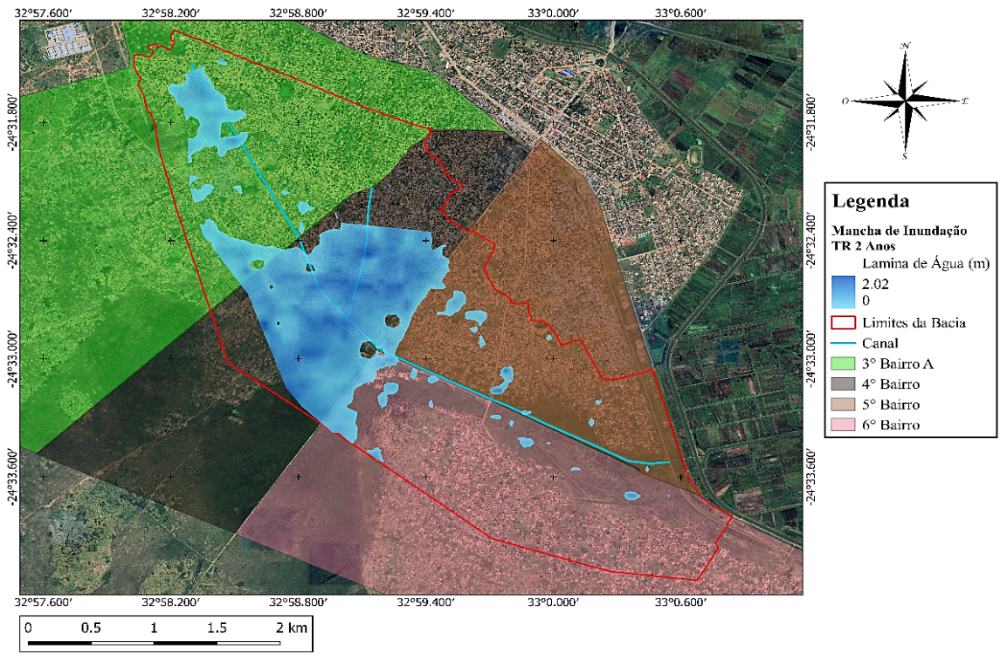 32°57.600′ 32°58.200′ 32°58.800′ 32°59.400′ 33°0.000′ 33°0.600′
-24°31.800′ -24°31.800′
-24°32.400′ -24°32.400′
-24°33.000′ -24°33.000′
-24°33.600′ -24°33.600′
32°57.600′ 32°58.200′ 32°58.800′ 32°59.400′ 33°0.000′ 33°0.600′
0 0.5 1 1.5 2 km
N
O E
S
Legenda
Mancha de Inundação
TR 2 Anos
Lamina de Água (m)
2.02
0
Limites da Bacia
Canal
3° Bairro A
4° Bairro
5° Bairro
6° Bairro